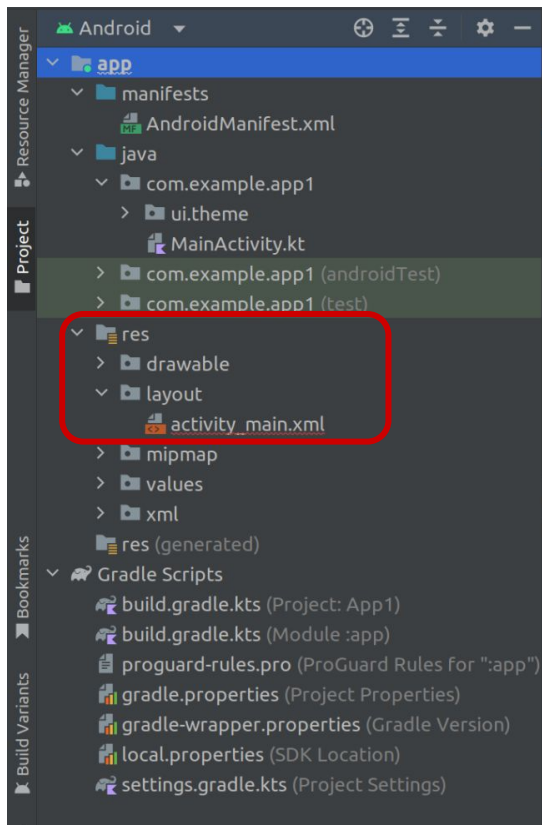 Android
app
manifests
MF AndroidManifest.xml
java
com.example.app1
ui.theme
MainActivity.kt
com.example.app1 (androidTest)
com.example.app1 (test)
res
drawable
layout
activity_main.xml
mipmap
values
xml
res (generated)
Gradle Scripts
build.gradle.kts (Project: App1)
build.gradle.kts (Module :app)
proguard-rules.pro (ProGuard Rules for ":app")
gradle.properties (Project Properties)
gradle-wrapper.properties (Gradle Version)
local.properties (SDK Location)
settings.gradle.kts (Project Settings)
Resource Manager
Project
Bookmarks
Build Variants